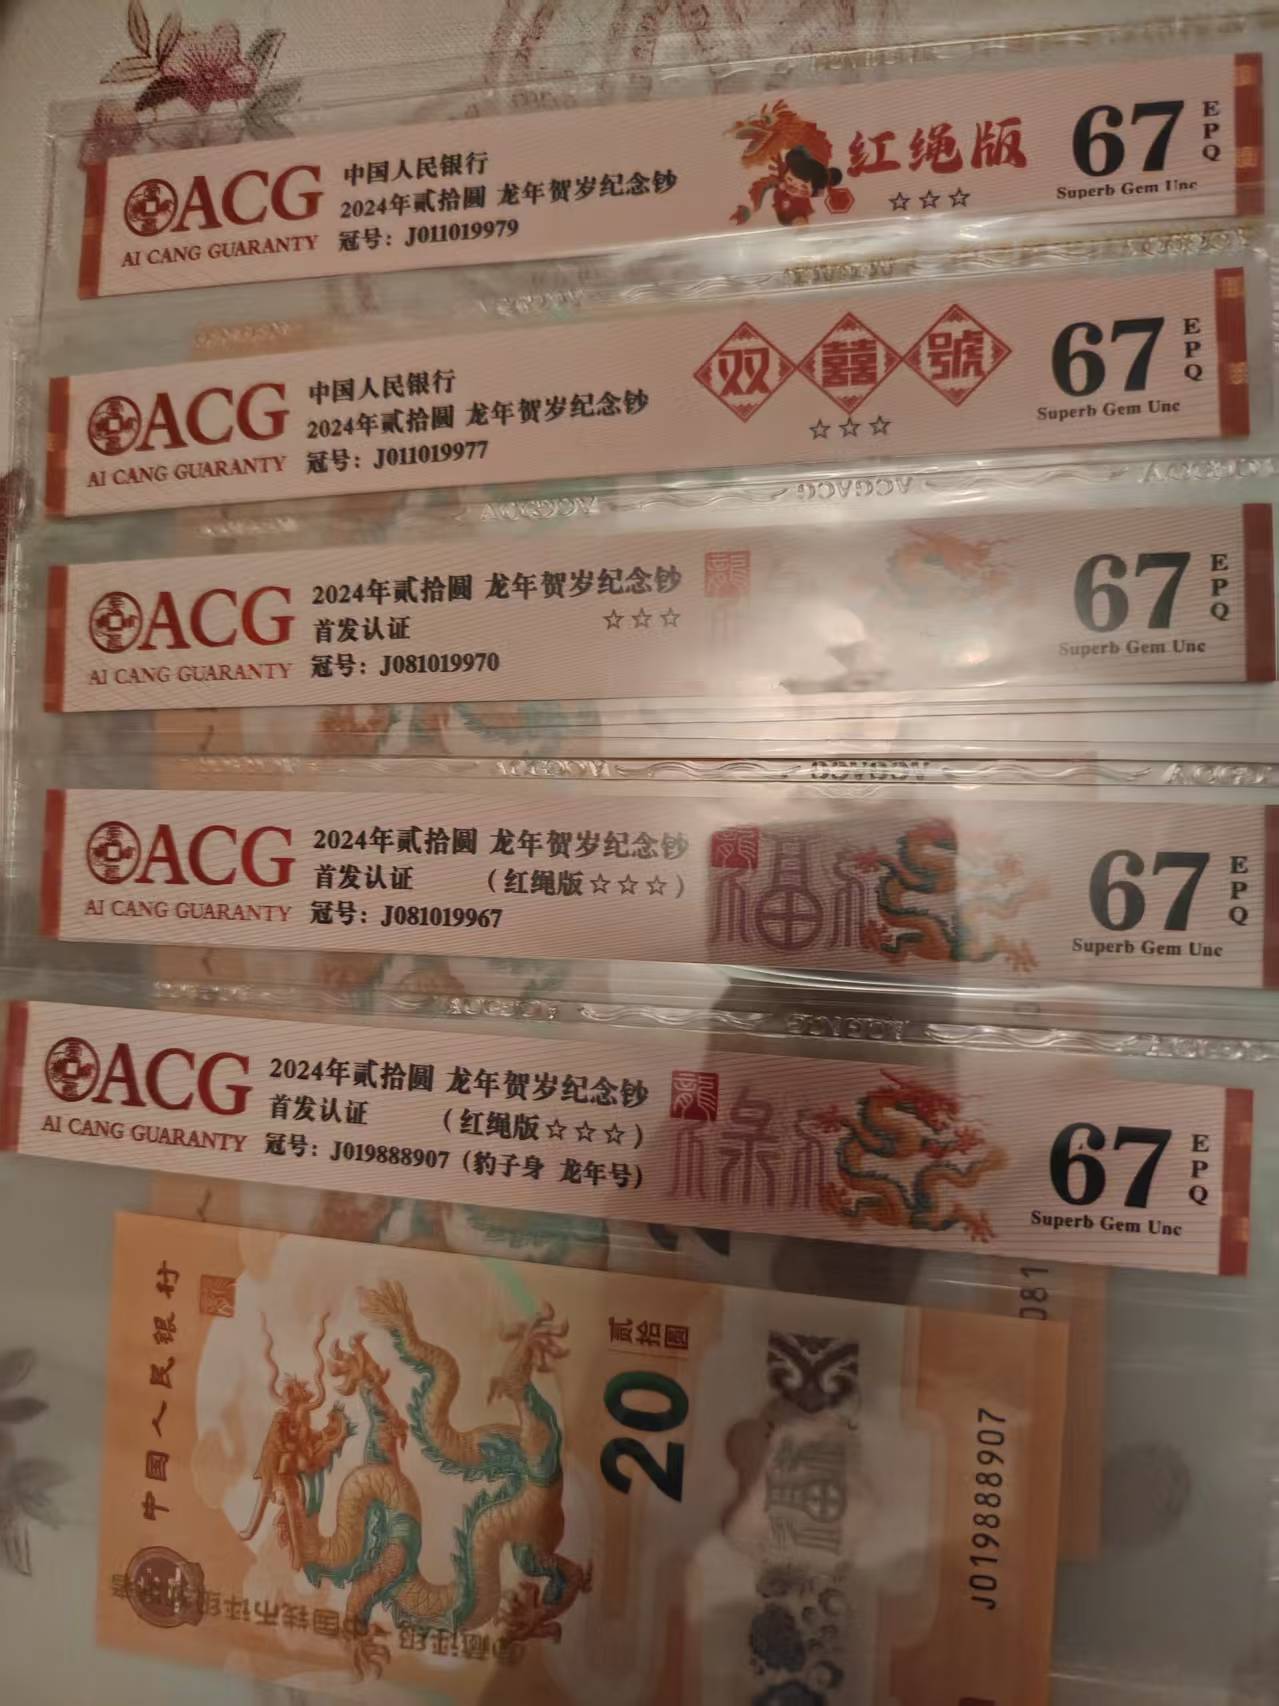 ACG
AI CANG GUARANTY
中国人民银行
2024年贰拾圆 龙年贺岁纪念钞
冠号：J011019979
红绳版
☆☆☆
67
EPQ
Superb Gem Unc
ACG
AI CANG GUARANTY
中国人民银行
2024年贰拾圆 龙年贺岁纪念钞
冠号：J011019977
双囍號
☆☆☆
67
EPQ
Superb Gem Unc
ACGACG
ACG
AI CANG GUARANTY
2024年贰拾圆 龙年贺岁纪念钞
首发认证 ☆☆☆
冠号：J081019970
67
EPQ
Superb Gem Unc
ACG
AI CANG GUARANTY
2024年贰拾圆 龙年贺岁纪念钞
首发认证 （红绳版☆☆☆）
冠号：J081019967
龍
福
67
EPQ
Superb Gem Unc
ACG
AI CANG GUARANTY
2024年贰拾圆 龙年贺岁纪念钞
首发认证 （红绳版☆☆☆）
冠号：J019888907（豹子身 龙年号）
67
EPQ
Superb Gem Unc
081
中国人民银行
贰拾圆
20
福
J019888907